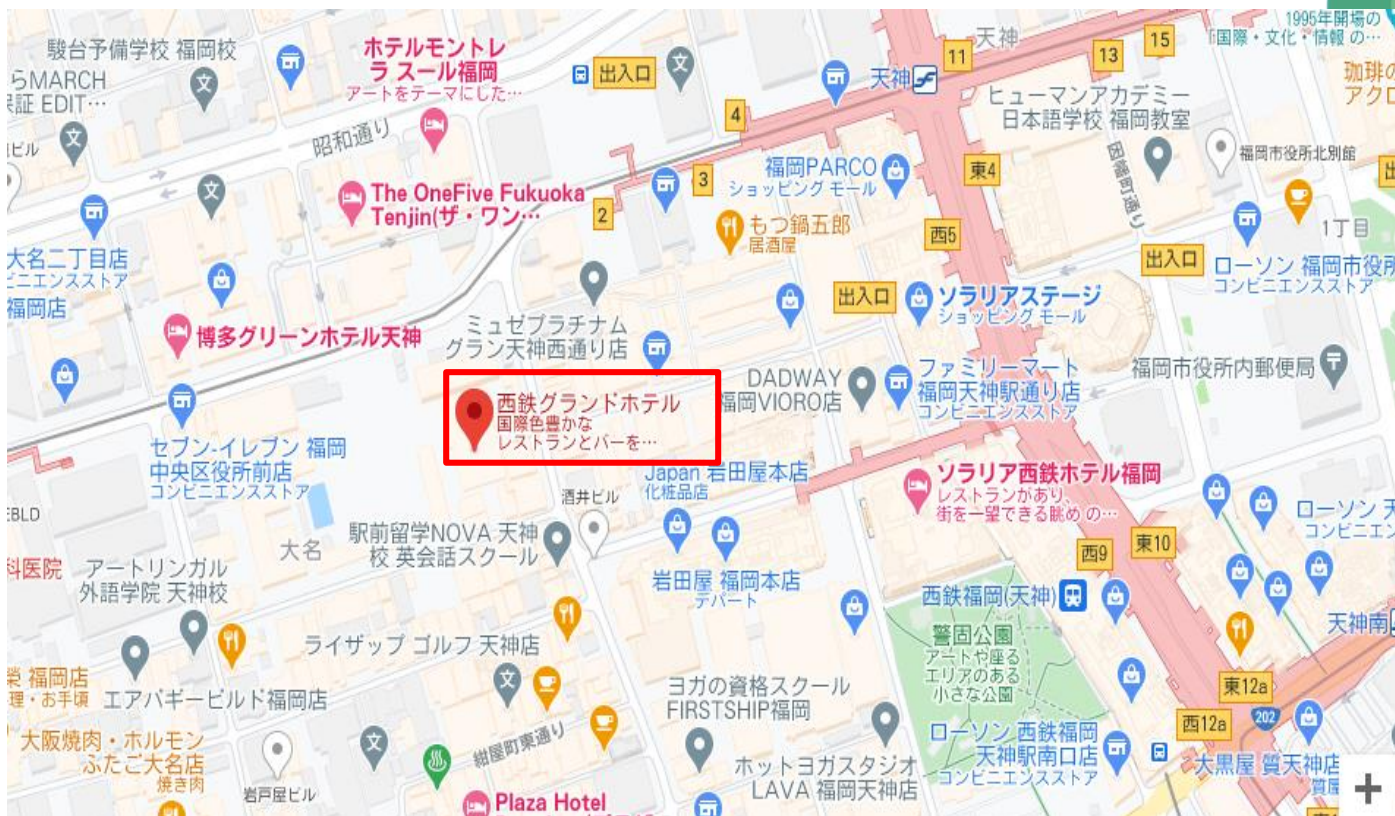 駿台予備学校 福岡校
らMARCH
保証 EDIT…
ビル
ホテルモントレ
ラ スール福岡
アートをテーマにした…
昭和通り
出入口
The OneFive Fukuoka
Tenjin(ザ・ワン…
2
3
4
11
天神
天神
13
15
1995年開場の
「国際・文化・情報 の…
珈琲の
アクロ
ヒューマンアカデミー
日本語学校 福岡教室
福岡市役所北別館
因幡町通り
東4
福岡PARCO
ショッピング モール
もつ鍋五郎
居酒屋
西5
1丁目
出入口
ローソン 福岡市役所
コンビニエンスストア
大名二丁目店
ビニエンスストア
福岡店
博多グリーンホテル天神
ミュゼプラチナム
グラン天神西通り店
出入口
ソラリアステージ
ショッピング モール
DADWAY
福岡VIORO店
ファミリーマート
福岡天神駅通り店
コンビニエンスストア
福岡市役所内郵便局
西鉄グランドホテル
国際色豊かな
レストランとバーを…
セブン-イレブン 福岡
中央区役所前店
コンビニエンスストア
Japan 岩田屋本店
化粧品店
ソラリア西鉄ホテル福岡
レストランがあり、
街を一望できる眺め の…
ローソン 天
コンビニエン
酒井ビル
BLD
大名
駅前留学NOVA 天神
校 英会話スクール
科医院
アートリンガル
外語学院 天神校
岩田屋 福岡本店
デパート
西9
東10
西鉄福岡(天神)
天神南
警固公園
アートや座る
エリアのある
小さな公園
ライザップ ゴルフ 天神店
福岡店
理・お手頃
エアバギービルド福岡店
ヨガの資格スクール
FIRSTSHIP福岡
東12a
西12a
202
大阪焼肉・ホルモン
ふたご大名店
焼き肉
紺屋町東通り
岩戸屋ビル
ホットヨガスタジオ
LAVA 福岡天神店
ローソン 西鉄福岡
天神駅南口店
コンビニエンスストア
大黒屋 質天神店
質屋
Plaza Hotel